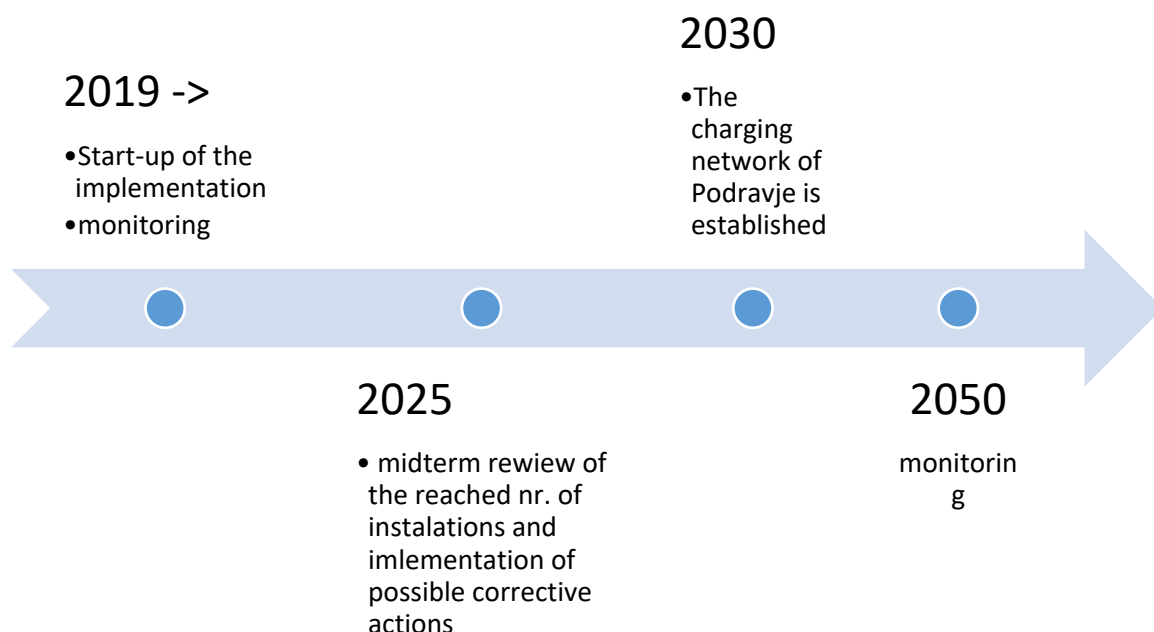 2019 ->
•Start-up of the
implementation
•monitoring
2025
• midterm rewiew of
the reached nr. of
instalations and
imlementation of
possible corrective
actions
2030
•The
charging
network of
Podravje is
established
2050
monitorin
g